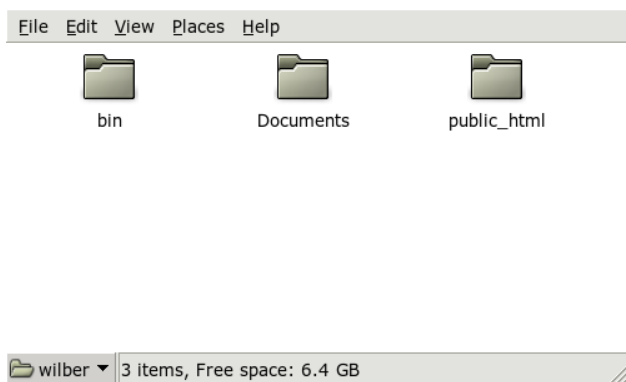 File Edit View Places Help
bin Documents public_html
wilber 3 items, Free space: 6.4 GB